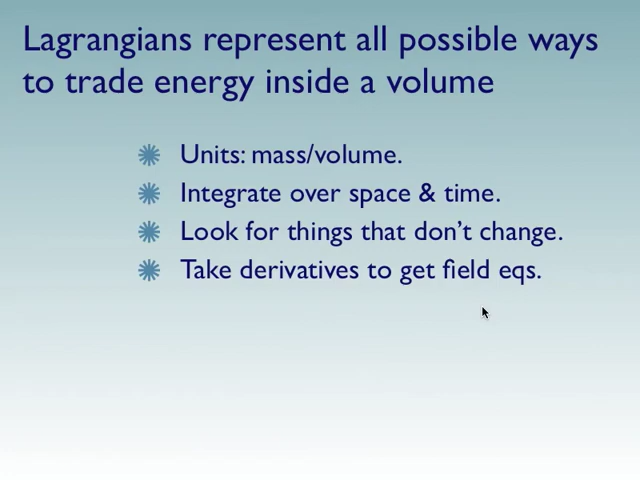 Lagrangians represent all possible ways
to trade energy inside a volume
Units: mass/volume.
Integrate over space & time.
Look for things that don't change.
Take derivatives to get field eqs.